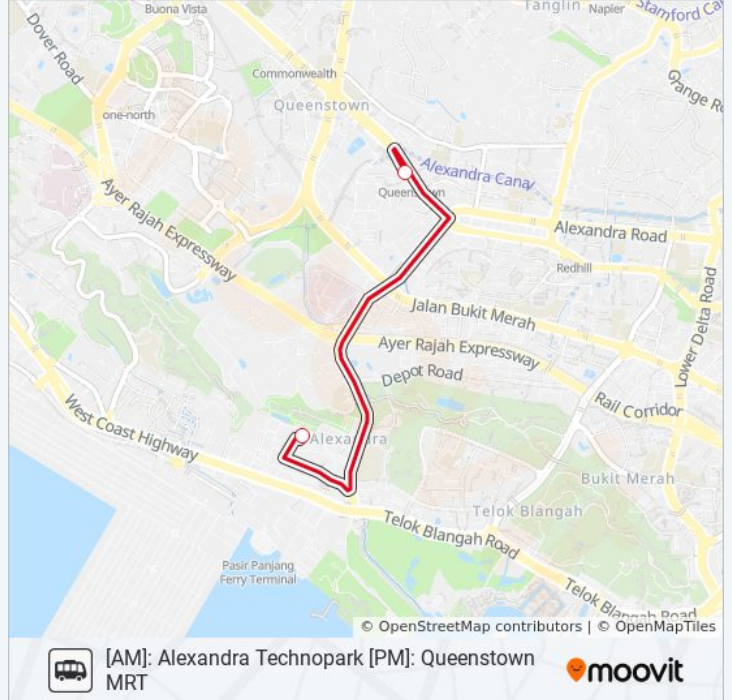 Buona Vista
Tanglin
Napier
Stamford Ca
Dover Road
Commonwealth
Grange R
Queenstown
one-north
Alexandra Canal
Queenstown
Ayer Rajah Expressway
Alexandra Road
Redhill
Jalan Bukit Merah
Lower Delta Road
Ayer Rajah Expressway
Depot Road
Rail Corridor
West Coast Highway
Alexandra
Bukit Merah
Telok Blangah
Telok Blangah Road
Pasir Panjang
Ferry Terminal
Telok Blangah Road
© OpenStreetMap contributors | © OpenMapTiles
[AM]: Alexandra Technopark [PM]: Queenstown
MRT
moovit